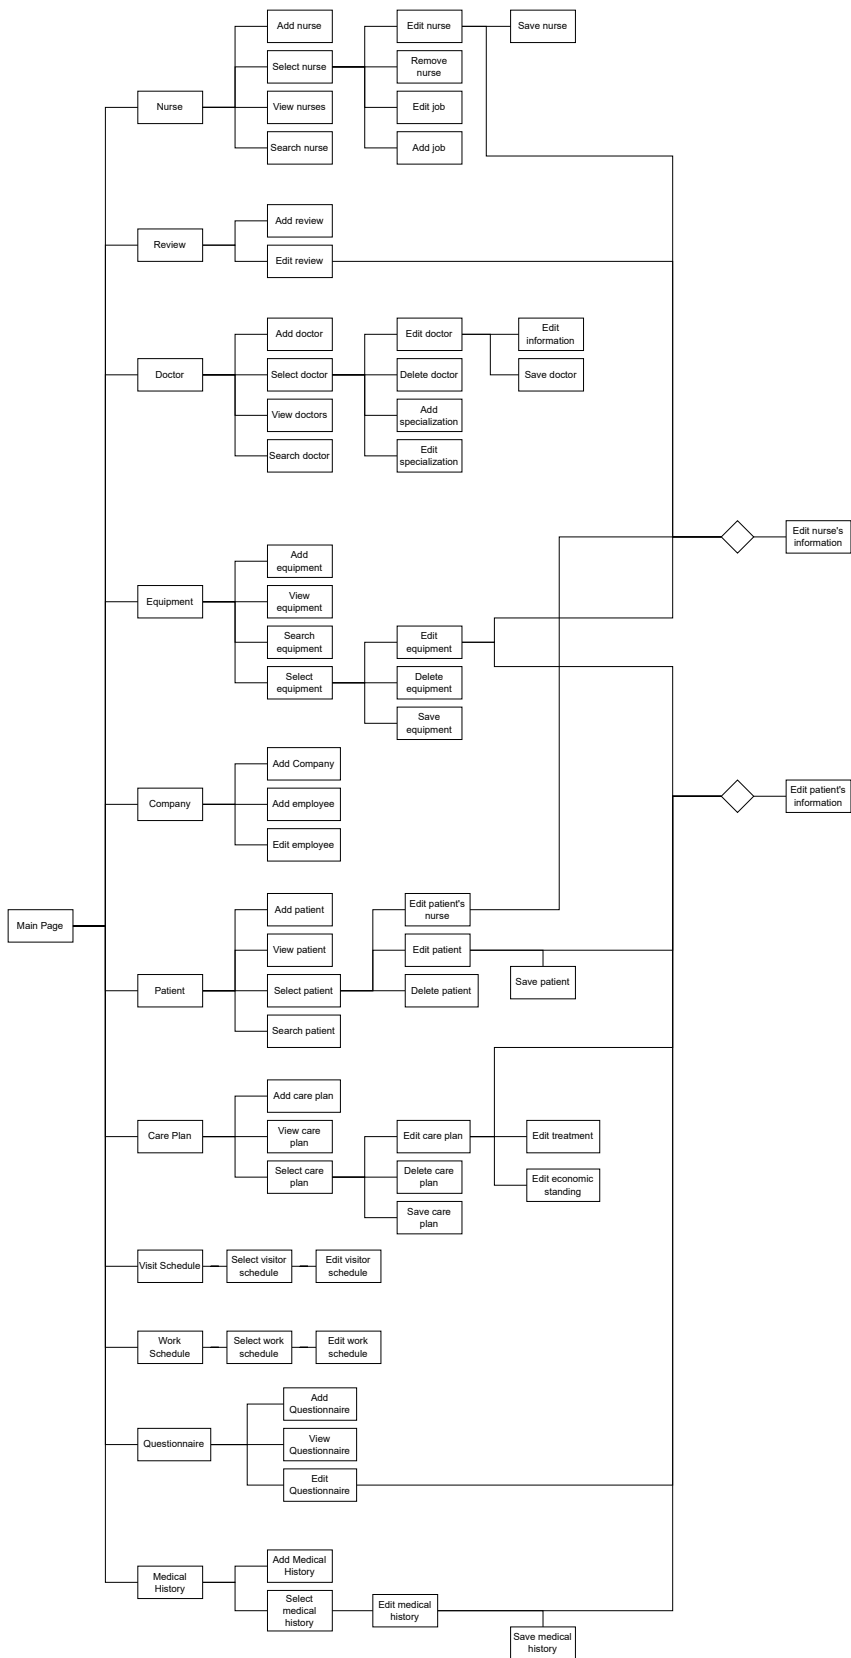 Add nurse
Edit nurse
Save nurse
Select nurse
Remove
nurse
Nurse
View nurses
Edit job
Search nurse
Add job
Add review
Review
Edit review
Add doctor
Edit doctor
Edit
information
Doctor
Select doctor
Delete doctor
Save doctor
View doctors
Add
specialization
Search doctor
Edit
specialization
Edit nurse's
information
Add
equipment
Equipment
View
equipment
Search
equipment
Edit
equipment
Select
equipment
Delete
equipment
Save
equipment
Add Company
Company
Add employee
Edit patient's
information
Edit employee
Main Page
Add patient
Edit patient's
nurse
View patient
Edit patient
Patient
Select patient
Delete patient
Save patient
Search patient
Add care plan
Care Plan
View care
plan
Edit care plan
Edit treatment
Select care
plan
Delete care
plan
Edit economic
standing
Save care
plan
Visit Schedule
Select visitor
schedule
Edit visitor
schedule
Work
Schedule
Select work
schedule
Edit work
schedule
Add
Questionnaire
Questionnaire
View
Questionnaire
Edit
Questionnaire
Add Medical
History
Medical
History
Select
medical
history
Edit medical
history
Save medical
history